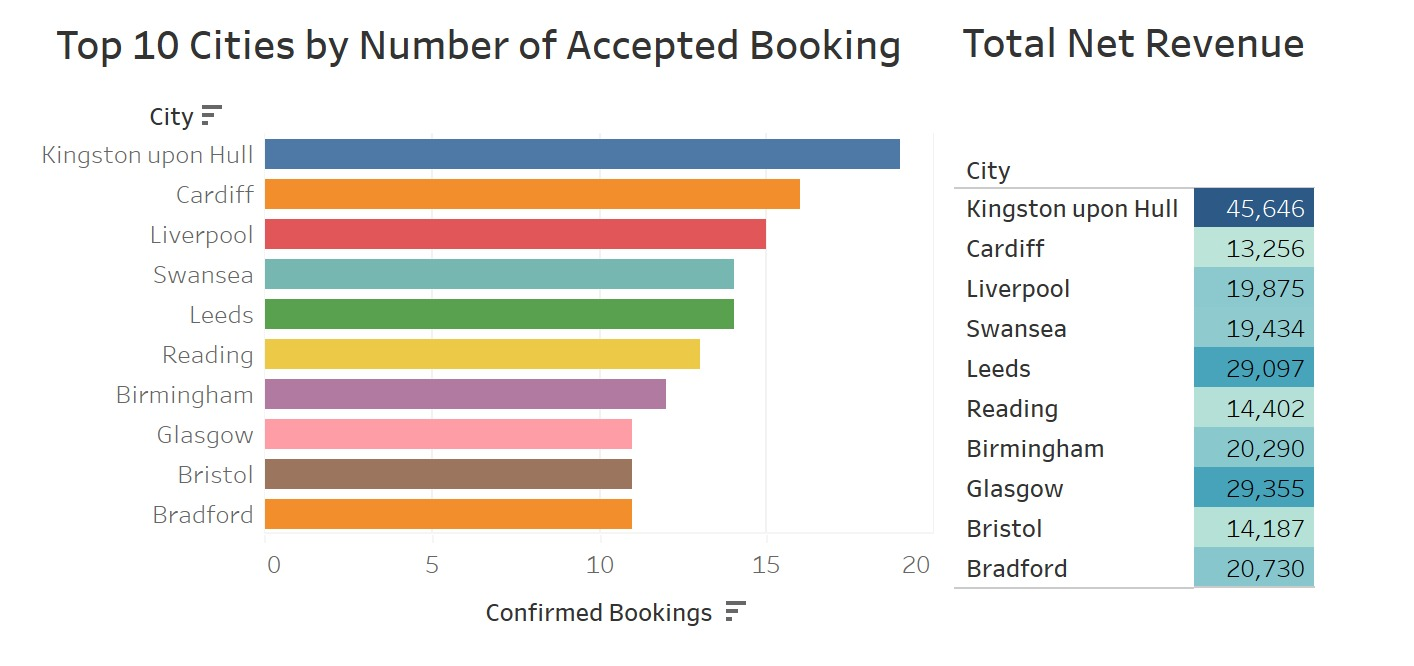 Top 10 Cities by Number of Accepted Booking
City
Kingston upon Hull
Cardiff
Liverpool
Swansea
Leeds
Reading
Birmingham
Glasgow
Bristol
Bradford
0 5 10 15 20
Confirmed Bookings
Total Net Revenue
City
Kingston upon Hull 45,646
Cardiff 13,256
Liverpool 19,875
Swansea 19,434
Leeds 29,097
Reading 14,402
Birmingham 20,290
Glasgow 29,355
Bristol 14,187
Bradford 20,730